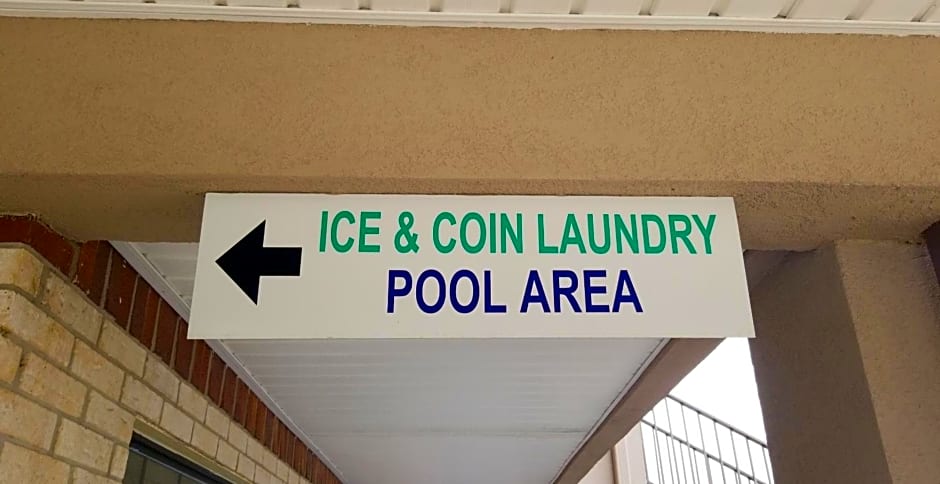 ICE & COIN LAUNDRY
POOL AREA